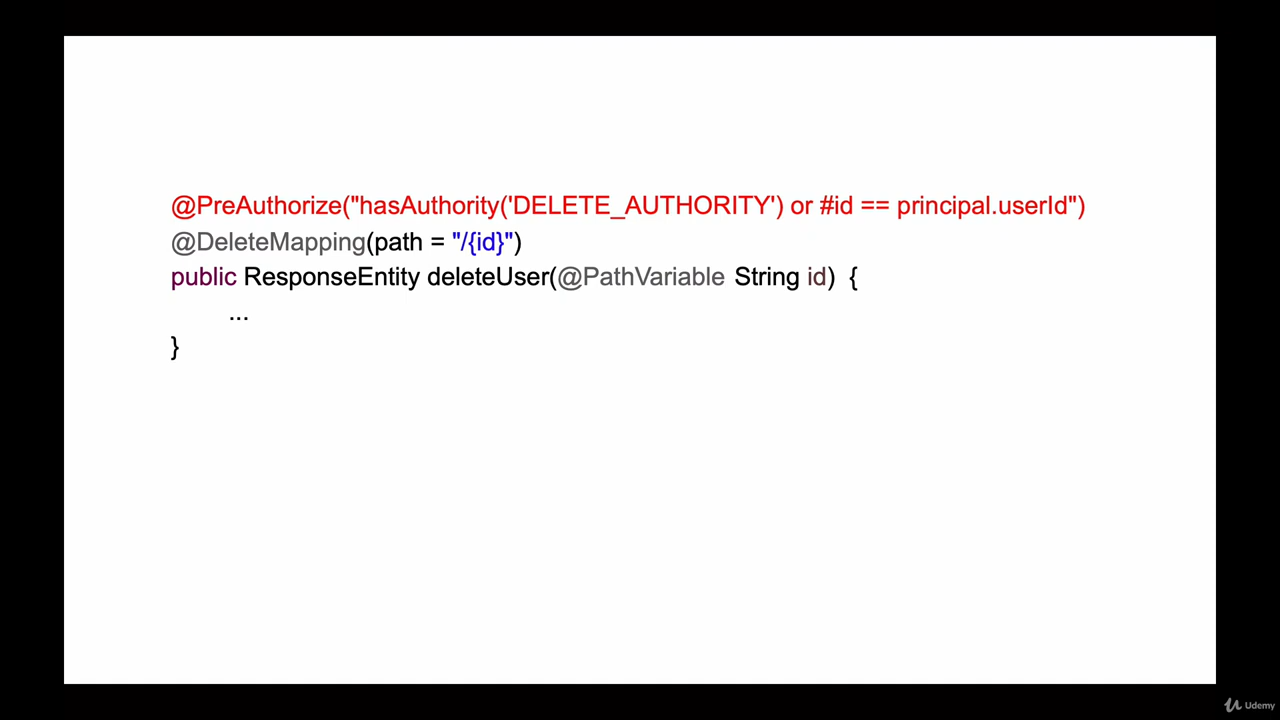 @PreAuthorize("hasAuthority('DELETE_AUTHORITY') or #id == principal.userId")
@DeleteMapping(path = "/{id}")
public ResponseEntity deleteUser(@PathVariable String id) {
...
}
Udemy